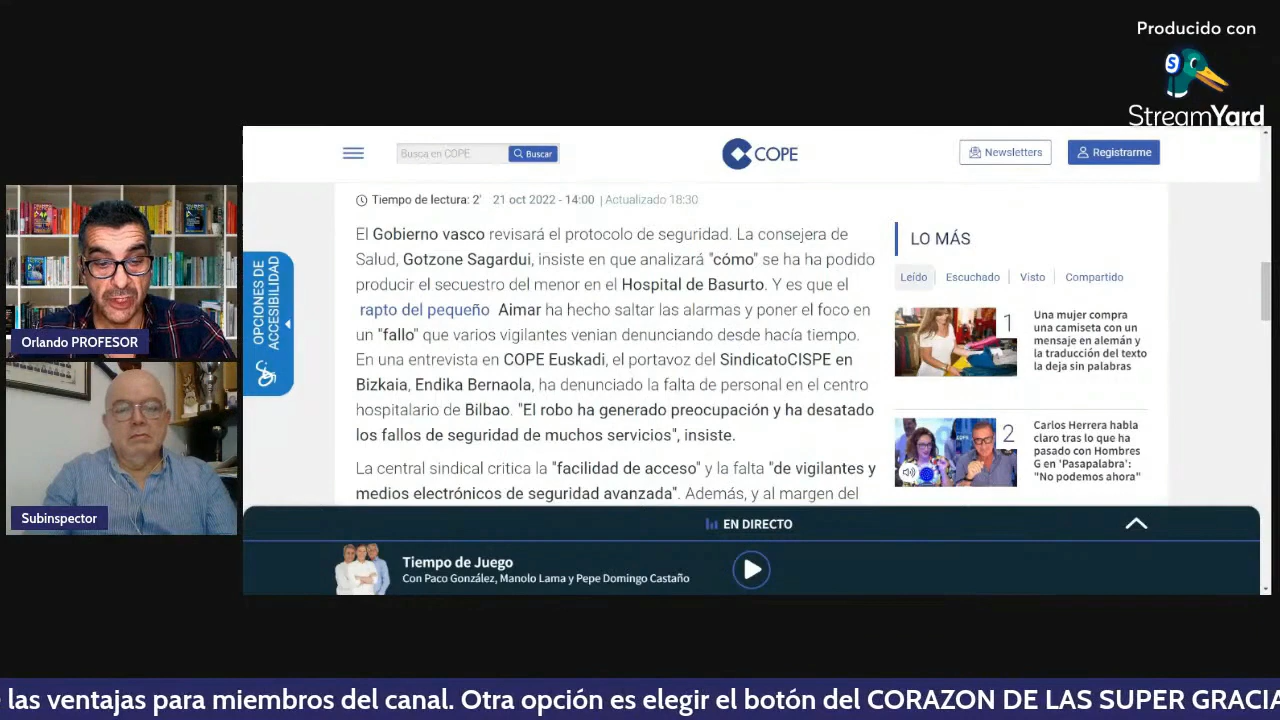 Producido con
StreamYard
COPE
Busca en COPE
Buscar
Newsletters
Registrarme
Tiempo de lectura: 2' 21 oct 2022 - 14:00 | Actualizado 18:30
El Gobierno vasco revisará el protocolo de seguridad. La consejera de
Salud, Gotzone Sagardui, insiste en que analizará "cómo" se ha ha podido
producir el secuestro del menor en el Hospital de Basurto. Y es que el
rapto del pequeño Aimar ha hecho saltar las alarmas y poner el foco en
un "fallo" que varios vigilantes venian denunciando desde hacía tiempo.
En una entrevista en COPE Euskadi, el portavoz del SindicatoCISPE en
Bizkaia, Endika Bernaola, ha denunciado la falta de personal en el centro
hospitalario de Bilbao. "El robo ha generado preocupación y ha desatado
los fallos de seguridad de muchos servicios", insiste.
La central sindical critica la "facilidad de acceso" y la falta "de vigilantes y
medios electrónicos de seguridad avanzada". Además, y al margen del
OPCIONES DE
ACCESIBILIDAD
LO MÁS
Leído | Escuchado | Visto | Compartido
1
Una mujer compra
una camiseta con un
mensaje en alemán y
la traducción del texto
la deja sin palabras
2
Carlos Herrera habla
claro tras lo que ha
pasado con Hombres
G en 'Pasapalabra':
"No podemos ahora"
EN DIRECTO
Tiempo de Juego
Con Paco González, Manolo Lama y Pepe Domingo Castaño
Orlando PROFESOR
Subinspector
las ventajas para miembros del canal. Otra opción es elegir el botón del CORAZON DE LAS SUPER GRACIA